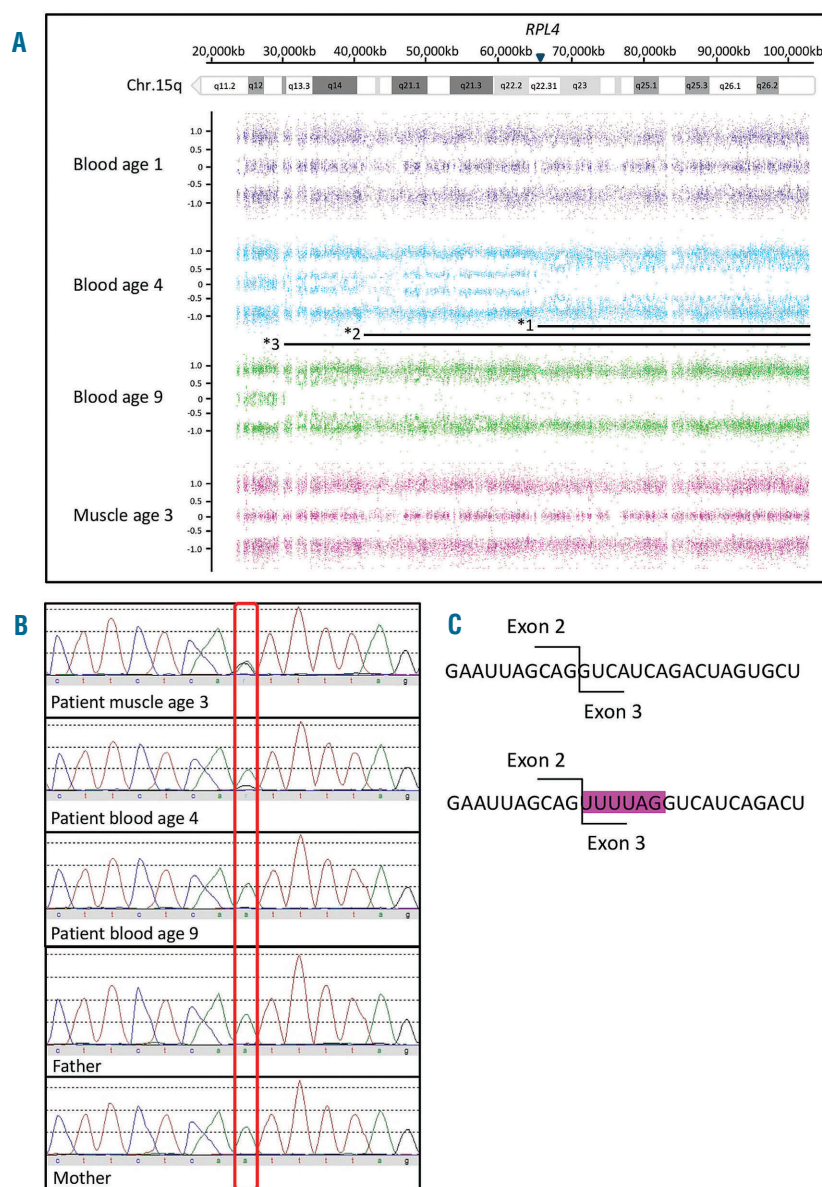 A
RPL4
20,000kb 30,000kb 40,000kb 50,000kb 60,000kb 70,000kb 80,000kb 90,000kb 100,000kb
Chr.15q q11.2 q12 q13.3 q14 q21.1 q21.3 q22.2 q22.31 q23 q25.1 q25.3 q26.1 q26.2
Blood age 1
1.0
0.5
0
-0.5
-1.0
Blood age 4
1.0
0.5
0
-0.5
-1.0
*1
*2
*3
Blood age 9
1.0
0.5
0
-0.5
-1.0
Muscle age 3
1.0
0.5
0
-0.5
-1.0
B
c t t c t c a t t t t a g
Patient muscle age 3
c t t c t c a t t t t a g
Patient blood age 4
c t t c t c a a t t t t a g
Patient blood age 9
c t t c t c a a t t t t a g
Father
c t t c t c a a t t t t a g
Mother
C
Exon 2
GAAUUAGCAGGUCAUCAGACUAGUGCU
Exon 3
Exon 2
GAAUUAGCAGUUUUAGGUCAUCAGACU
Exon 3